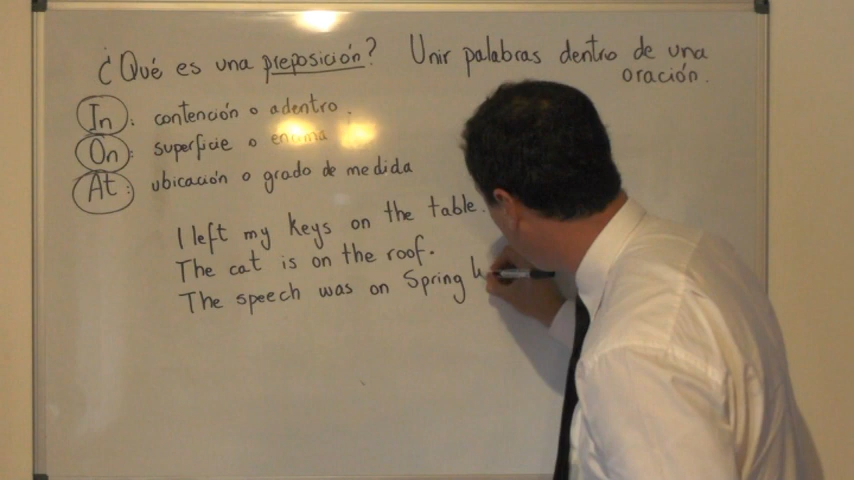 ¿Qué es una preposición? Unir palabras dentro de una
oración.
In: contención o adentro.
On: superficie o encima
At: ubicación o grado de medida
I left my keys on the table.
The cat is on the roof.
The speech was on Spring